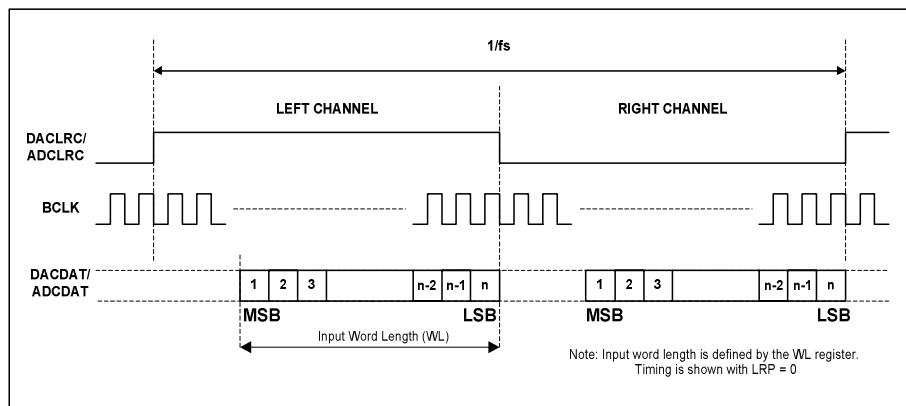 1/fs
LEFT CHANNEL
RIGHT CHANNEL
DACLRC/
ADCLRC
BCLK
DACDAT/
ADCDAT
1 2 3 n-2 n-1 n 1 2 3 n-2 n-1 n
MSB LSB MSB LSB
Input Word Length (WL)
Note: Input word length is defined by the WL register.
Timing is shown with LRP = 0